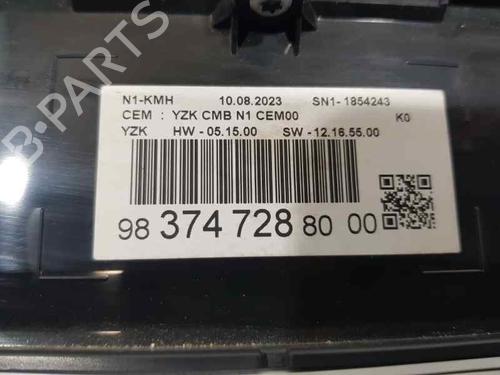 B-PARTS
N1-KMH 10.08.2023 SN1- 1854243
CEM : YZK CMB N1 CEM00 K0
YZK HW - 05.15.00 SW - 12.16.55.00
98 374 728 80 00